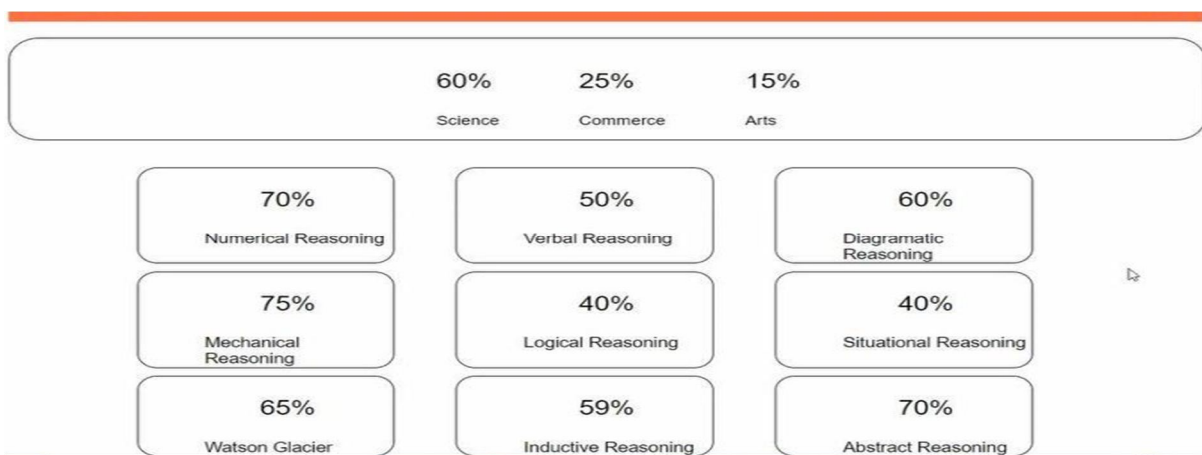 60% 25% 15%
Science Commerce Arts
70% 50% 60%
Numerical Reasoning Verbal Reasoning Diagramatic
Reasoning
75% 40% 40%
Mechanical Logical Reasoning Situational Reasoning
Reasoning
65% 59% 70%
Watson Glacier Inductive Reasoning Abstract Reasoning